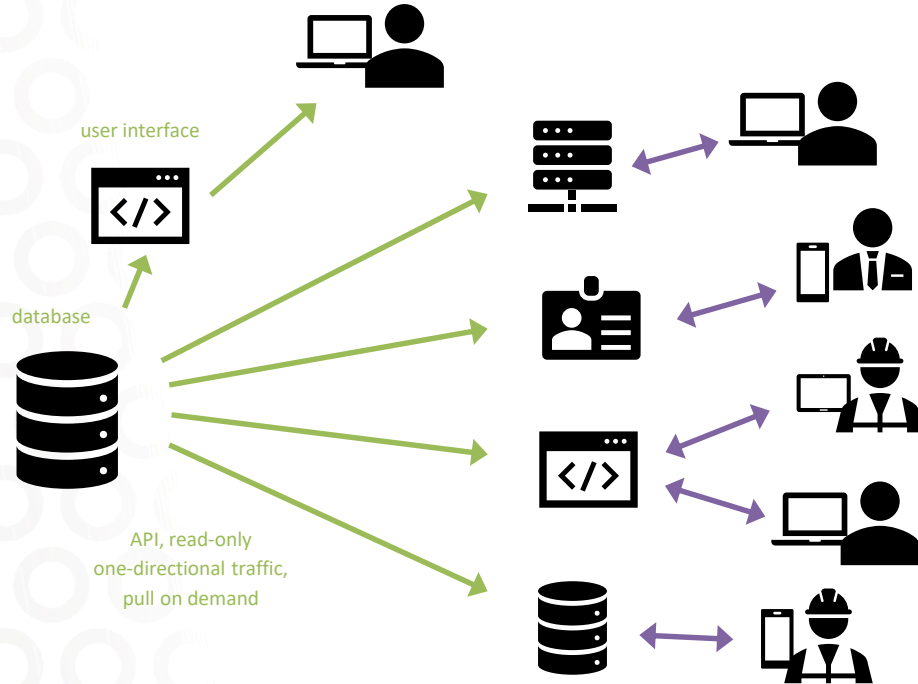 user interface
database
API, read-only
one-directional traffic,
pull on demand